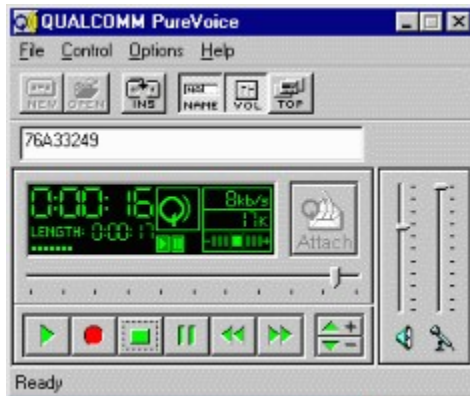 QUALCOMM PureVoice
File Control Options Help
NEW OPEN INS NAME VOL TOP
76A33249
0:00:16 8kb/s
17K
LENGTH: 0:00:17
Attach
Ready